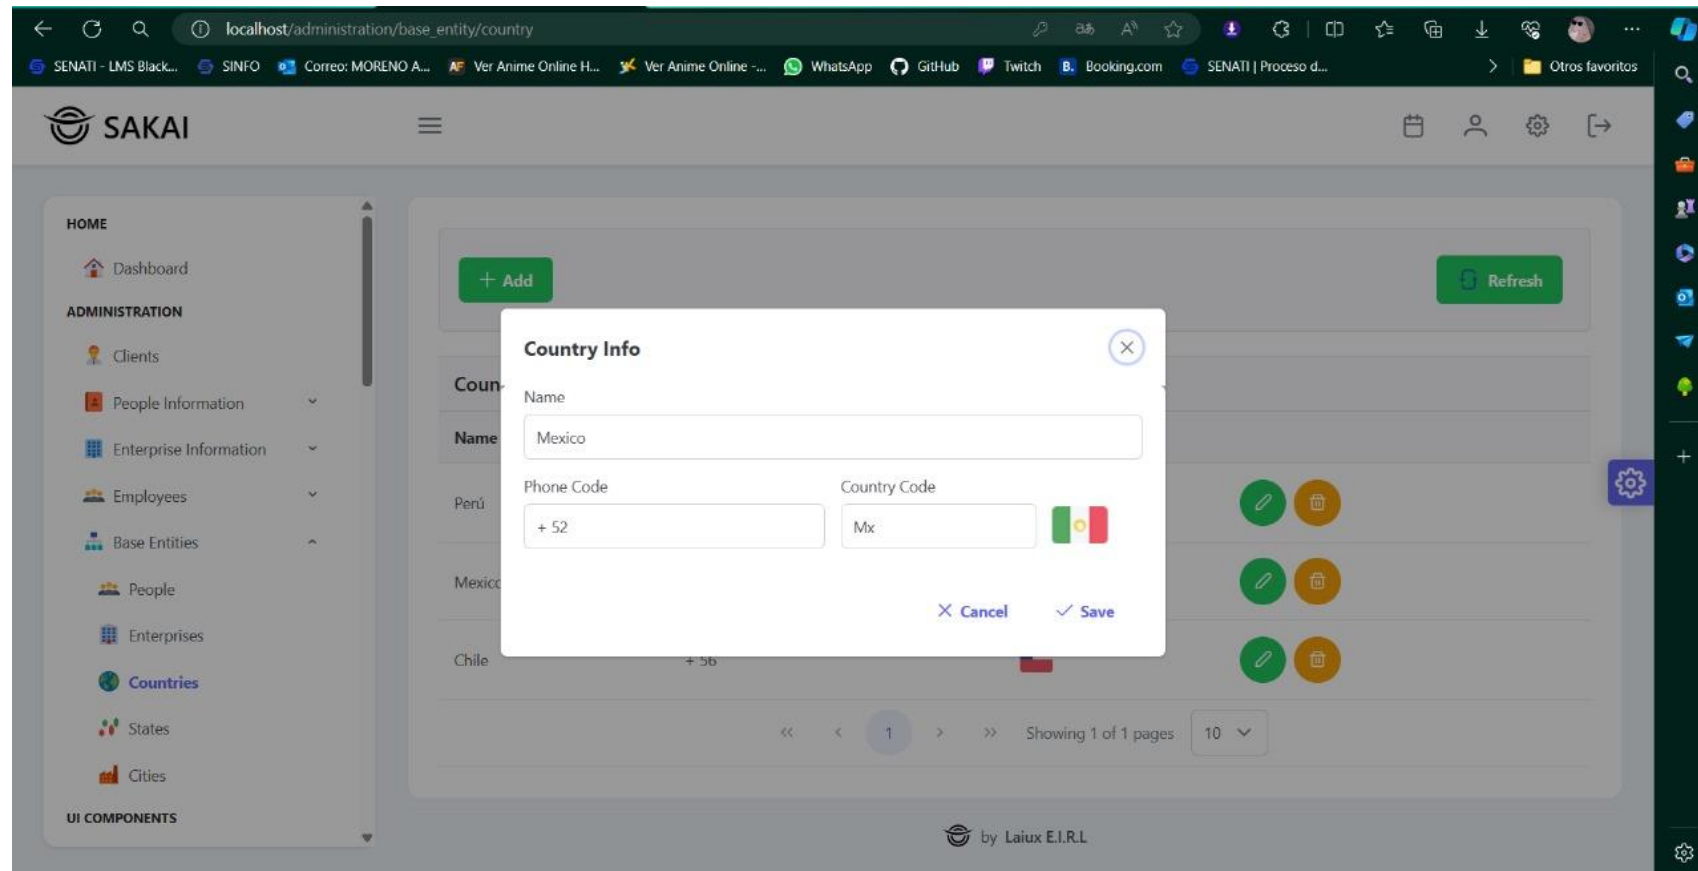 localhost/administration/base_entity/country
SENATI - LMS Black... SINFO Correo: MORENO A... Ver Anime Online H... Ver Anime Online -... WhatsApp GitHub Twitch Booking.com SENATI | Proceso d... Otros favoritos
SAKAI
HOME
Dashboard
ADMINISTRATION
Clients
People Information
Enterprise Information
Employees
Base Entities
People
Enterprises
Countries
States
Cities
UI COMPONENTS
+ Add
Refresh
Coun
Name
Perú
Mexico
Chile + 56
Country Info
Name
Mexico
Phone Code Country Code
+ 52 Mx
Cancel Save
<< < 1 > >> Showing 1 of 1 pages 10
by Laiux E.I.R.L